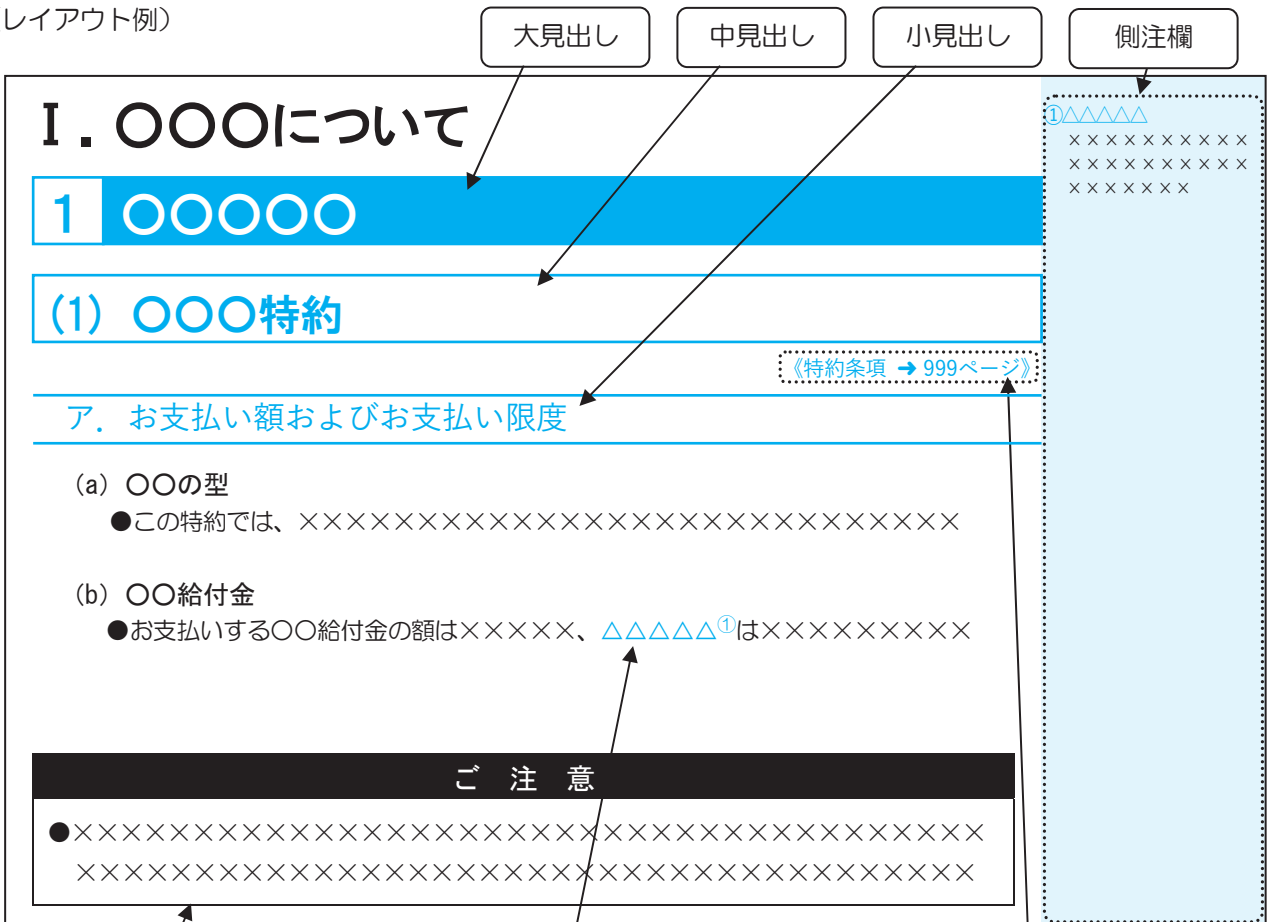 レイアウト例）
大見出し
中見出し
小見出し
側注欄
Ⅰ．〇〇〇について
1 〇〇〇〇〇
(1) 〇〇〇特約
《特約条項 ➜ 999ページ》
ア．お支払い額およびお支払い限度
(a) 〇〇の型
●この特約では、××××××××××××××××××××××××××××
(b) 〇〇給付金
●お支払いする〇〇給付金の額は×××××、△△△△△①は×××××××××
ご 注 意
●××××××××××××××××××××××××××××××××××××××
××××××××××××××××××××××××××××××××××××××
①△△△△△
××××××××××
××××××××××
×××××××